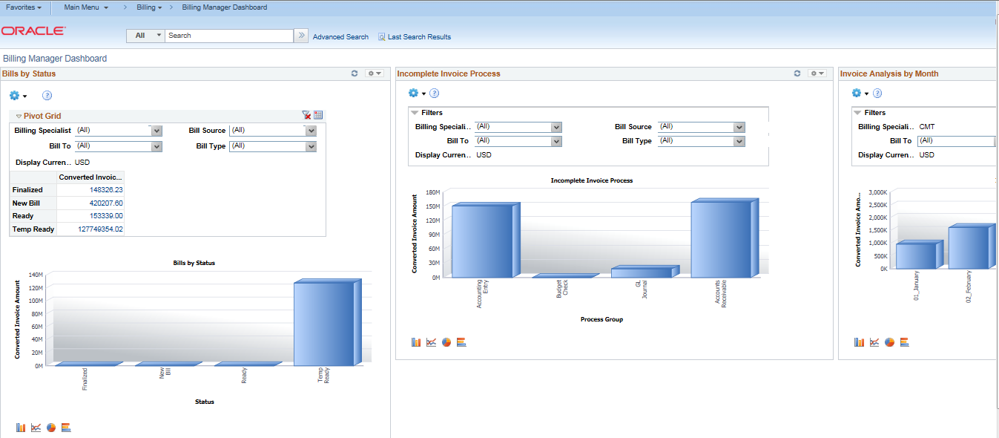 Favorites Main Menu > Billing > Billing Manager Dashboard
ORACLE
All Search Advanced Search Last Search Results
Billing Manager Dashboard
Bills by Status
Pivot Grid
Billing Specialist (All) Bill Source (All)
Bill To (All) Bill Type (All)
Display Curren.. USD
Converted Invoic...
Finalized 148326.23
New Bill 420207.60
Ready 153339.00
Temp Ready 127749354.02
Bills by Status
Converted Invoice Amount
140M
120M
100M
80M
60M
40M
20M
0M
Finalized
New Bill
Ready
Temp Ready
Status
Incomplete Invoice Process
Filters
Billing Speciali.. (All) Bill Source (All)
Bill To (All) Bill Type (All)
Display Curren.. USD
Incomplete Invoice Process
Converted Invoice Amount
180M
150M
120M
90M
60M
30M
0M
Accounting Entry
Budget Check
GL Journal
Accounts Receivable
Process Group
Invoice Analysis by Month
Filters
Billing Speciali.. CMT
Bill To (All)
Display Curren.. USD
Converted Invoice Amo...
3,000K
2,500K
2,000K
1,500K
1,000K
500K
0K
01_January
02_February